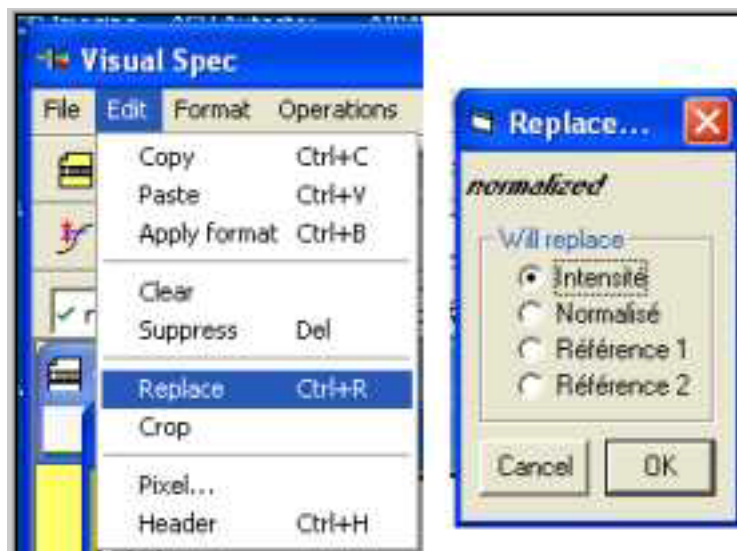 Visual Spec
File Edit Format Operations
Copy Ctrl+C
Paste Ctrl+V
Apply format Ctrl+B
Clear
Suppress Del
Replace Ctrl+R
Crop
Pixel...
Header Ctrl+H
Replace...
normalized
Will replace
Intensité
Normalisé
Référence 1
Référence 2
Cancel OK